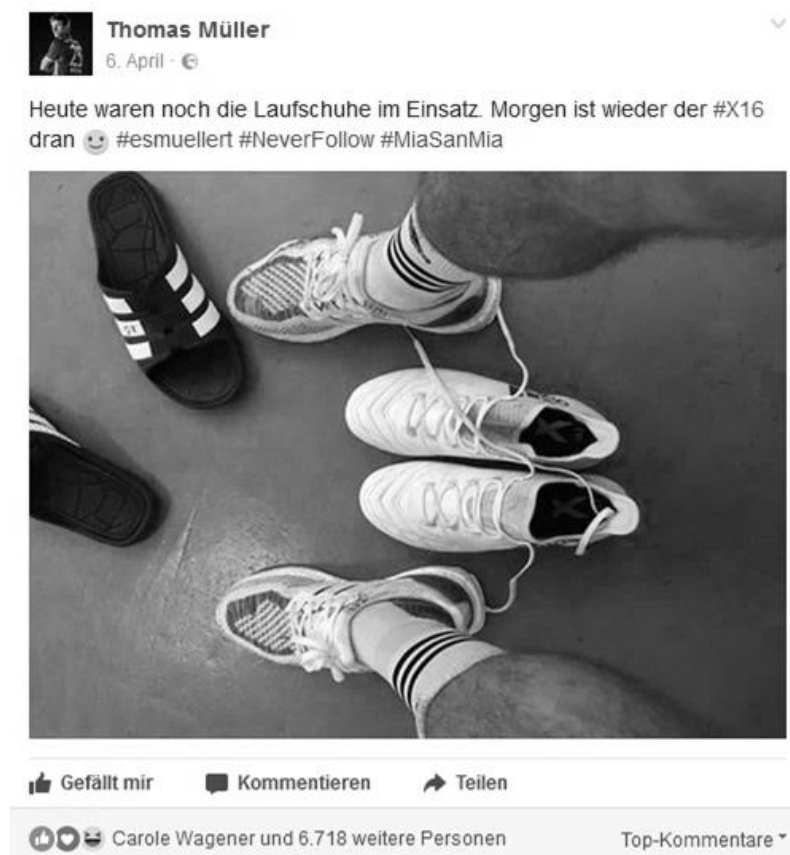 Thomas Müller
6. April
Heute waren noch die Laufschuhe im Einsatz. Morgen ist wieder der #X16
dran #esmuellert #NeverFollow #MiaSanMia
Gefällt mir Kommentieren Teilen
Carole Wagener und 6.718 weitere Personen Top-Kommentare